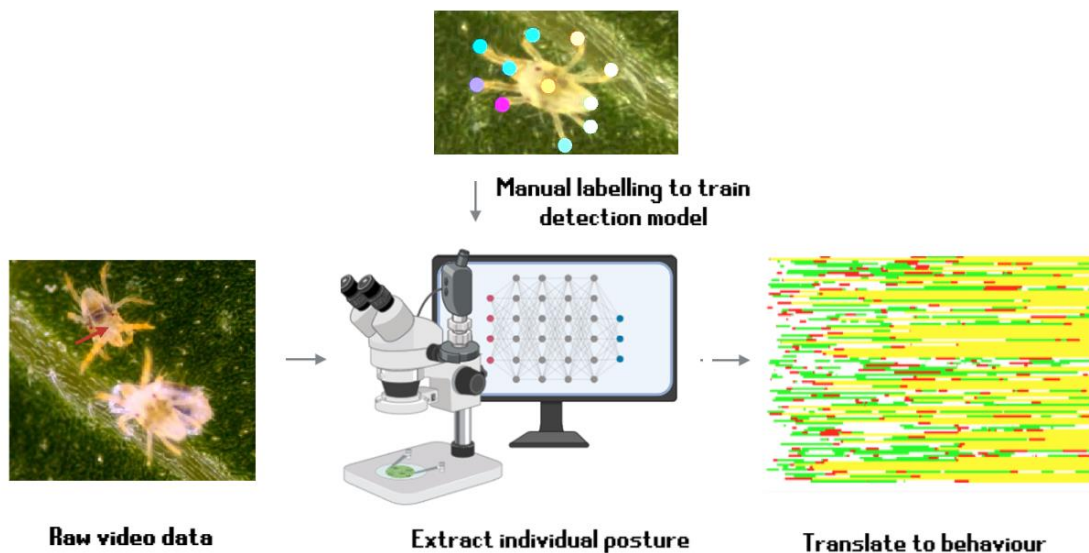 Manual labelling to train
detection model
Raw video data
Extract individual posture
Translate to behaviour